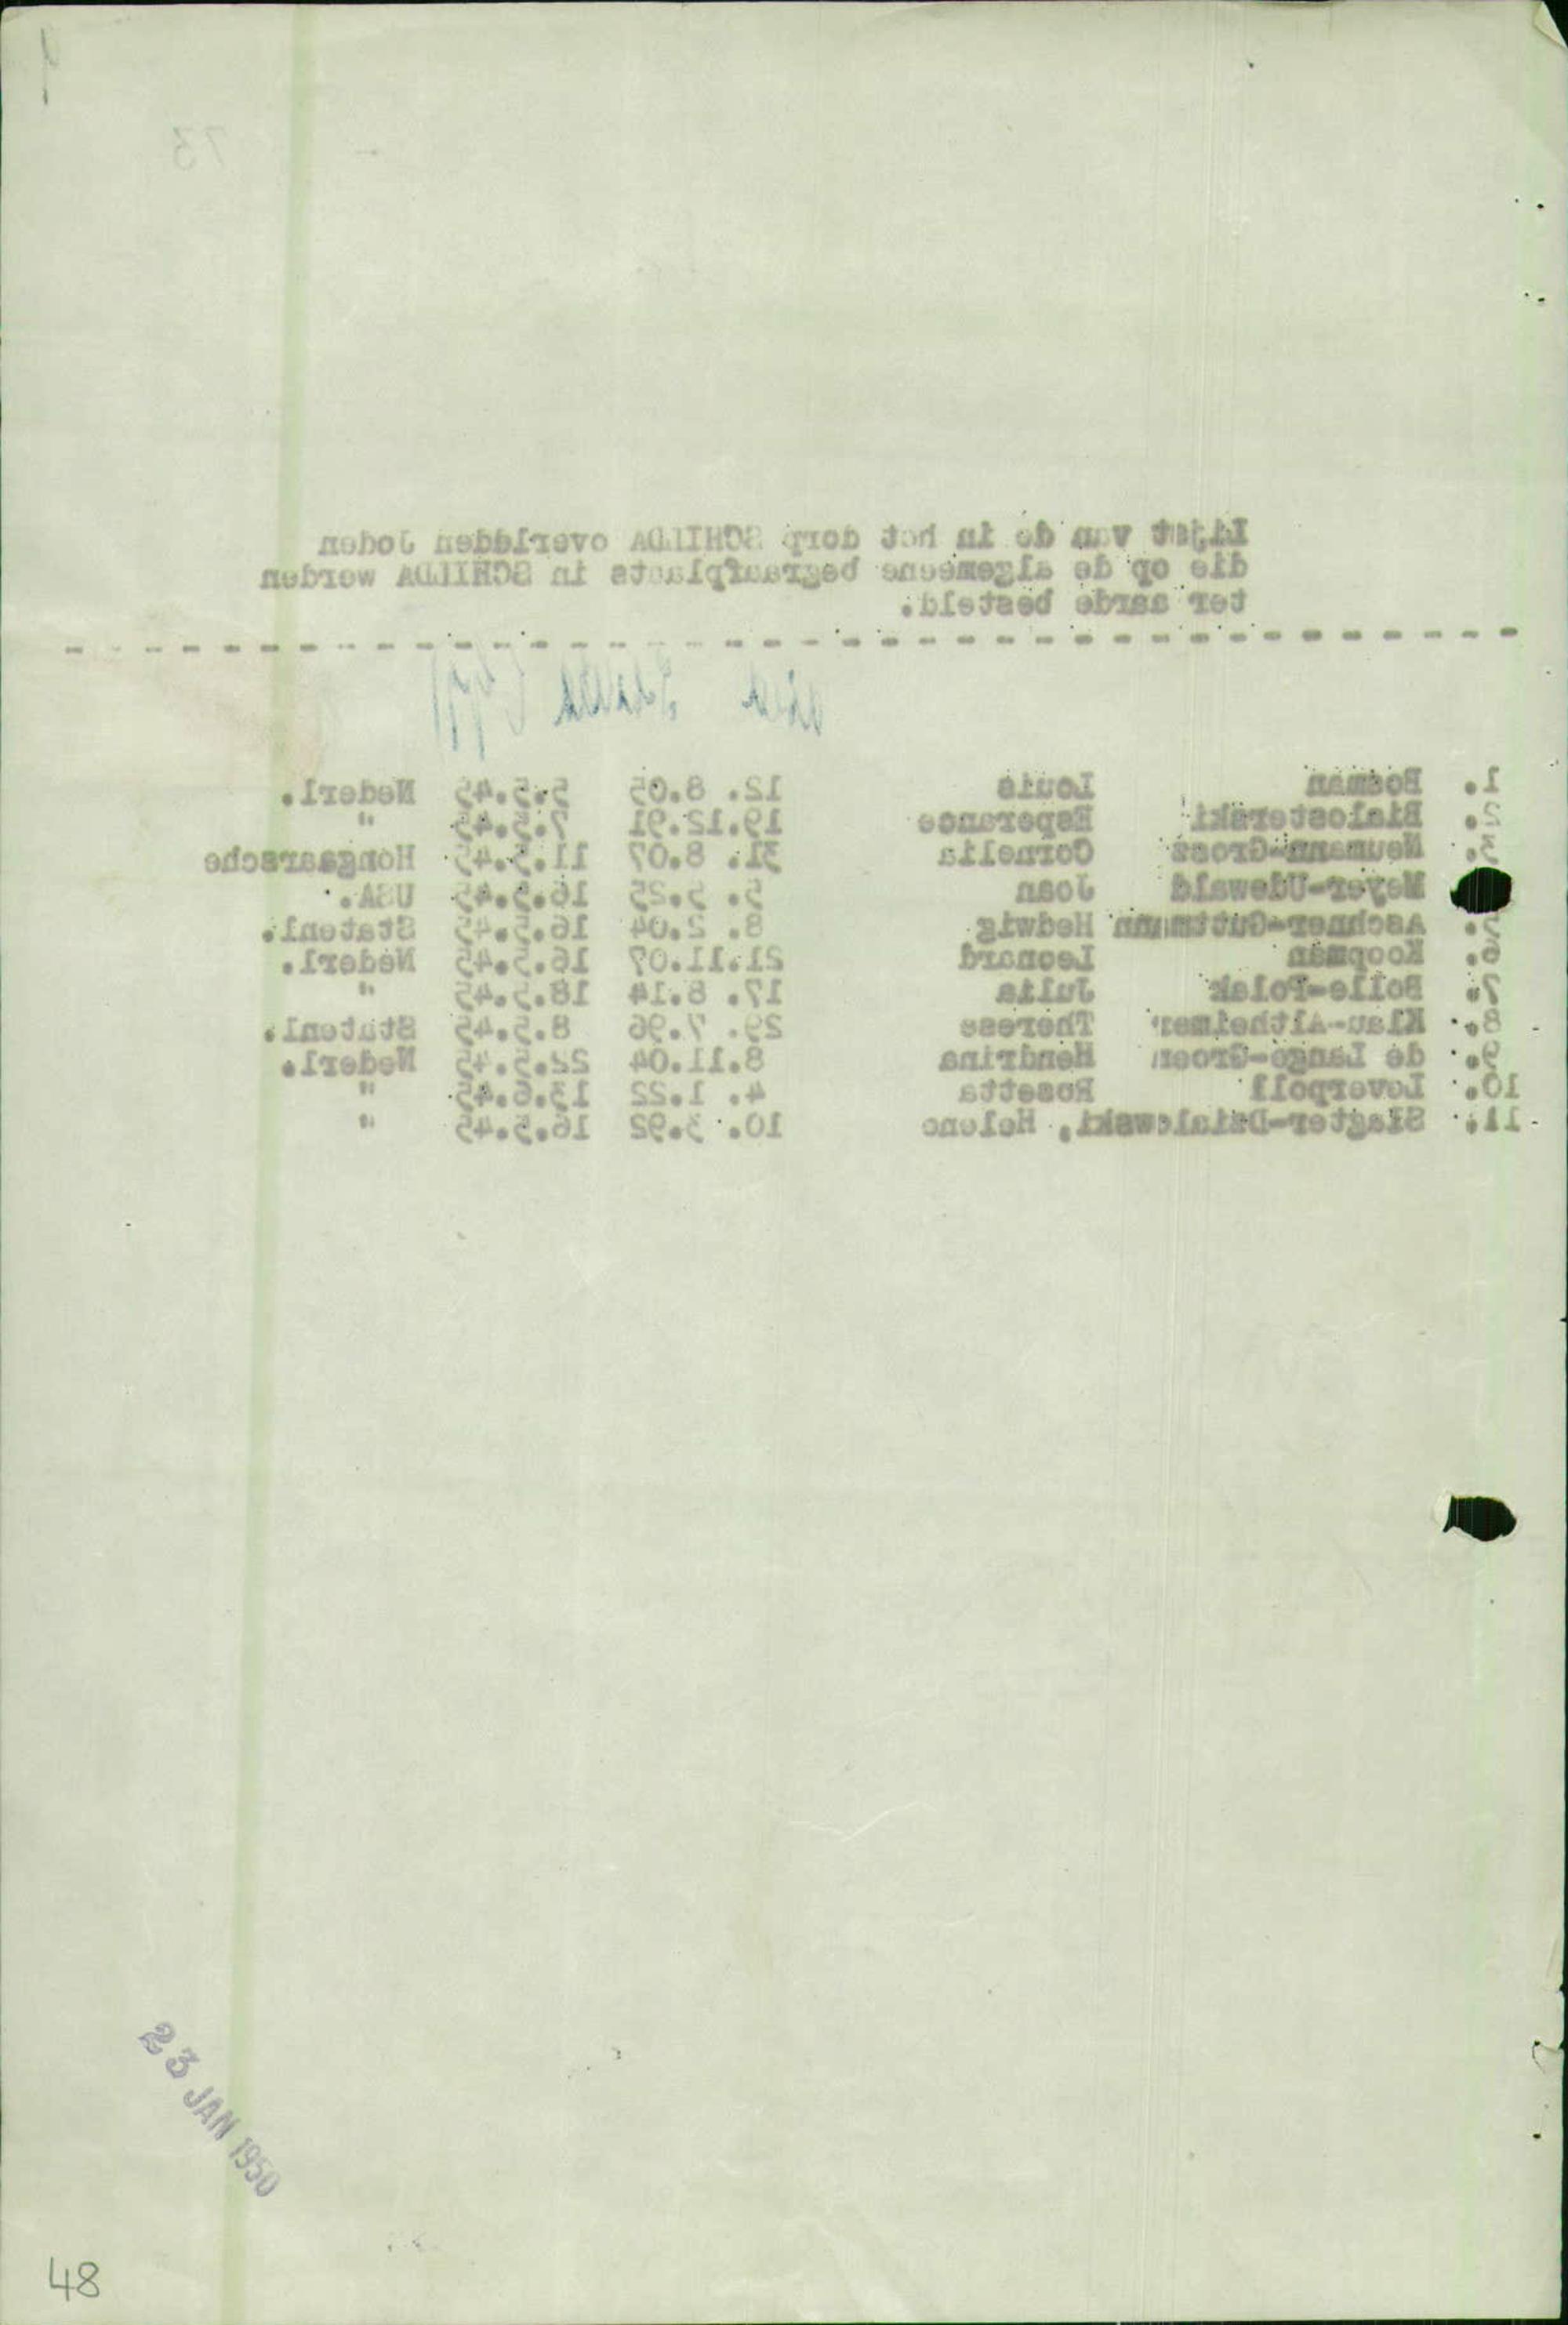 73
Lijst van de in het dorp SCHILDA overleden Joden
die op de algemeene begraafplaats in SCHILDA werden
ter aarde besteld.
1. Bosman Louis 12. 8.05 5.5.45 Nederl.
2. Bialosterski Esperance 19.12.91 7.5.45 "
3. Neumann-Gross Cornelia 31. 8.07 11.5.45 Hongaarsche
Meyer-Udewald Joan 5. 5.25 16.5.45 USA.
5. Aschner-Guttmann Hedwig 8. 2.04 16.5.45 Statenl.
6. Koopman Leonard 21.11.07 16.5.45 Nederl.
7. Bolle-Polak Julia 17. 8.14 18.5.45 "
8. Klau-Altheimer Therese 29. 7.96 8.5.45 Statenl.
9. de Lange-Groen Hendrina 8.11.04 22.5.45 Nederl.
10. Leverpoll Rosetta 4. 1.22 13.6.45 "
11. Slagter-Dzialowski, Helene 10. 3.92 16.5.45 "
23 JAN 1950
48